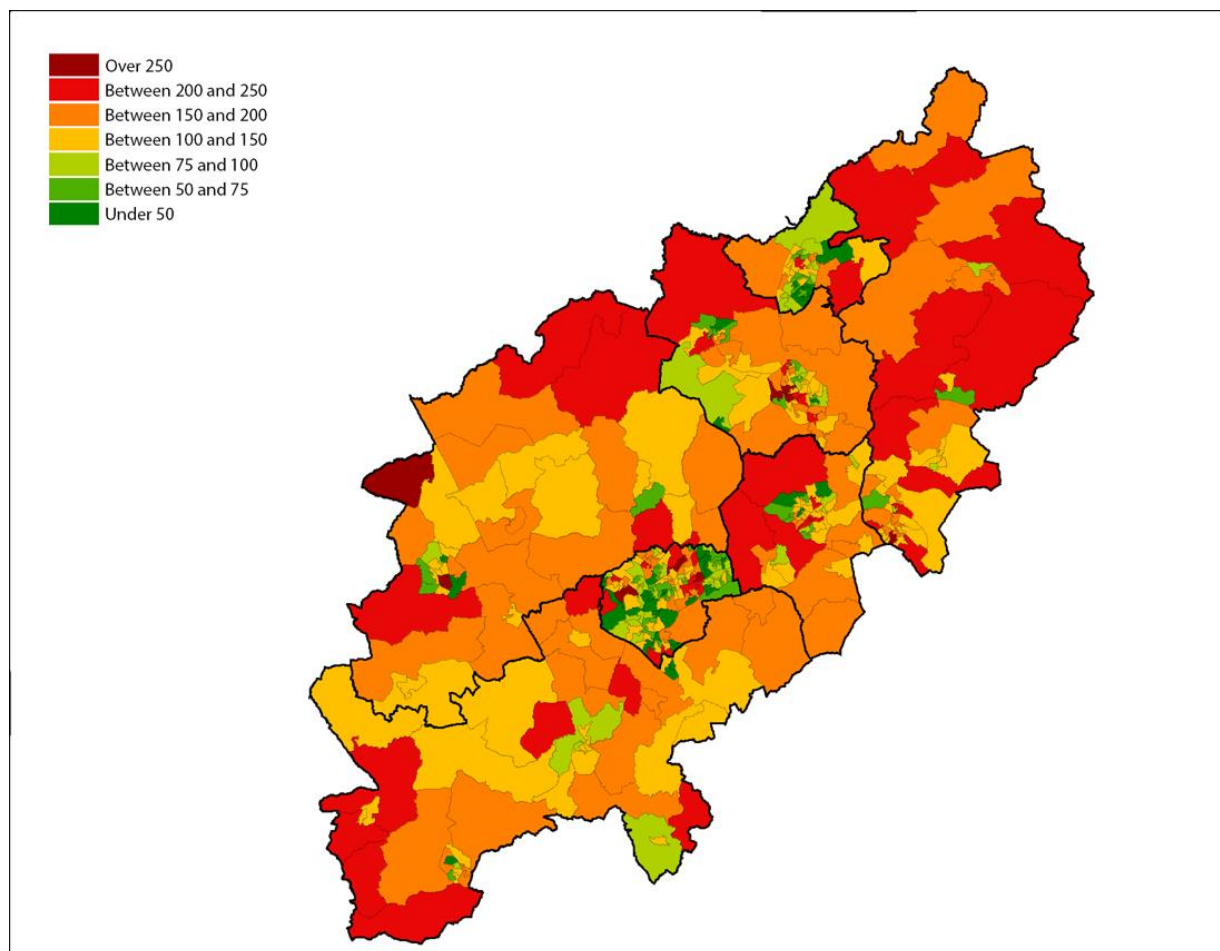 Over 250
Between 200 and 250
Between 150 and 200
Between 100 and 150
Between 75 and 100
Between 50 and 75
Under 50